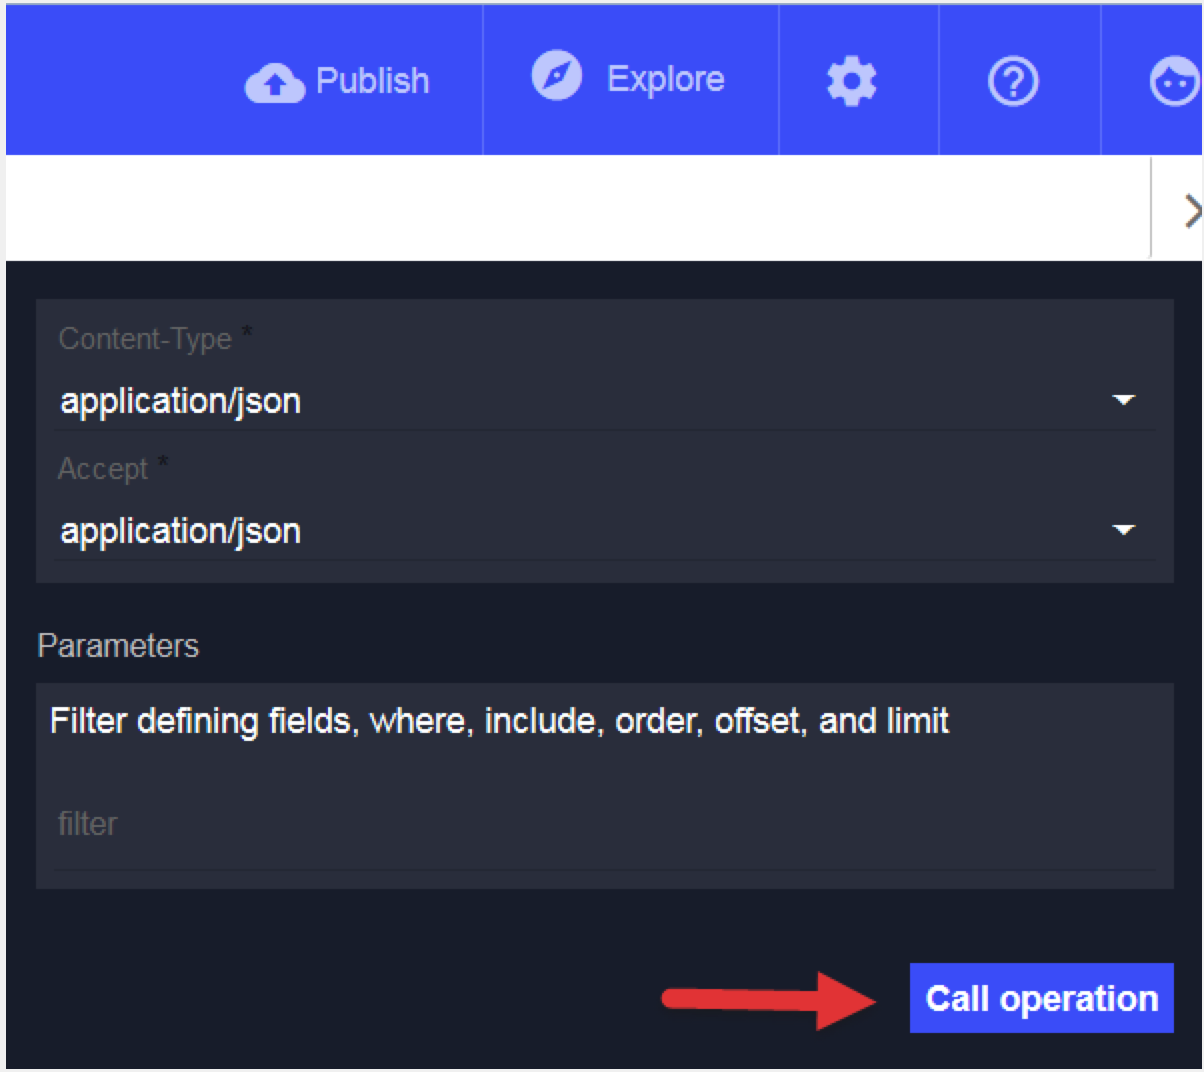 Publish
Explore
Content-Type *
application/json
Accept *
application/json
Parameters
Filter defining fields, where, include, order, offset, and limit
filter
Call operation